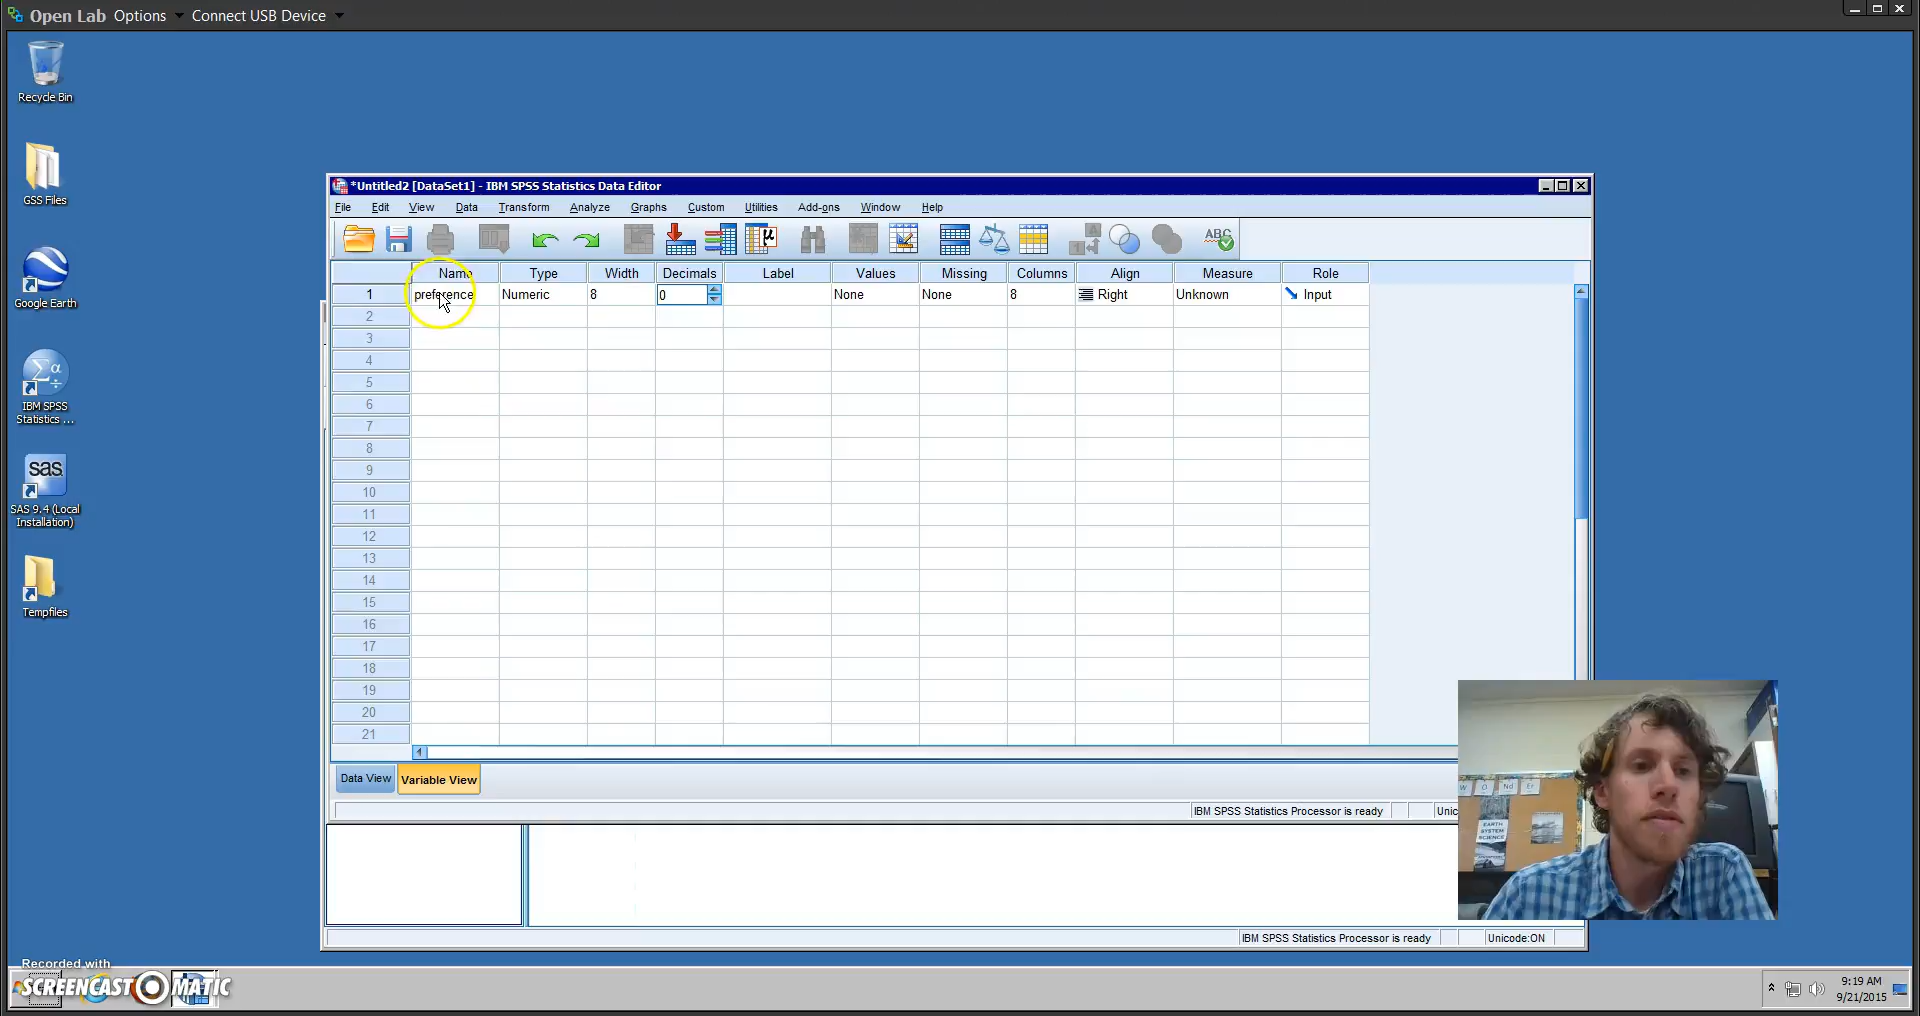 Open Lab Options Connect USB Device
Recycle Bin
GSS Files
Google Earth
IBM SPSS
Statistics ...
sas
SAS 9.4 (Local
Installation)
Tempfiles
*Untitled2 [DataSet1] - IBM SPSS Statistics Data Editor
File Edit View Data Transform Analyze Graphs Custom Utilities Add-ons Window Help
Name Type Width Decimals Label Values Missing Columns Align Measure Role
1 preference Numeric 8 0 None None 8 Right Unknown Input
2
3
4
5
6
7
8
9
10
11
12
13
14
15
16
17
18
19
20
21
Data View Variable View
IBM SPSS Statistics Processor is ready Unic
EARTH
SYSTEM
SCIENCE
IBM SPSS Statistics Processor is ready Unicode:ON
Recorded with
SCREENCAST MATIC
9:19 AM
9/21/2015